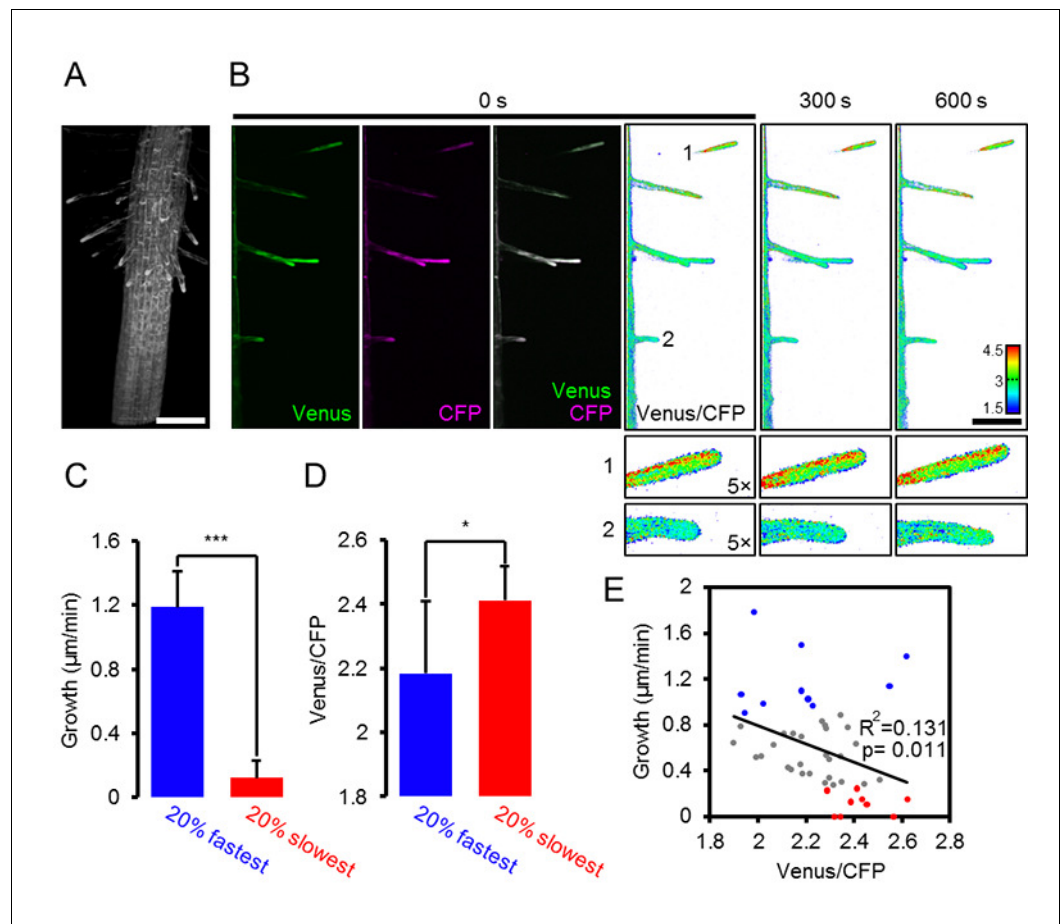 A
B
0 s
300 s
600 s
1
2
Venus
CFP
Venus
CFP
Venus/CFP
4.5
3
1.5
1
5×
2
5×
C
Growth (µm/min)
1.6
1.2
0.8
0.4
0
***
20% fastest
20% slowest
D
Venus/CFP
2.6
2.4
2.2
2
1.8
*
20% fastest
20% slowest
E
Growth (µm/min)
2
1.6
1.2
0.8
0.4
0
R²=0.131
p= 0.011
1.8 2 2.2 2.4 2.6 2.8
Venus/CFP